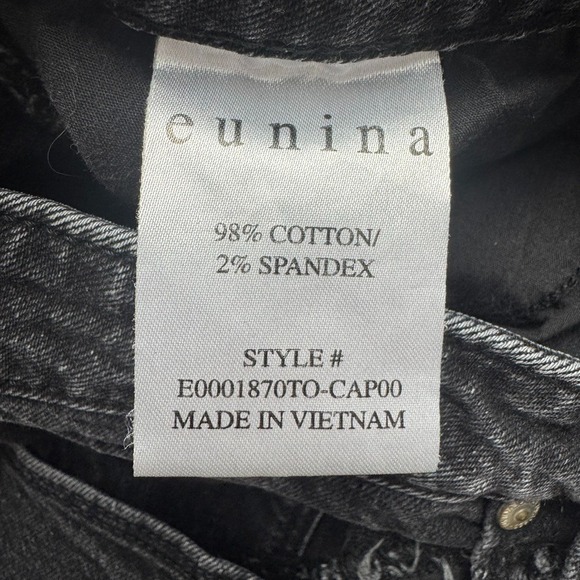 eunina
98% COTTON/
2% SPANDEX
STYLE #
E0001870TO-CAP00
MADE IN VIETNAM